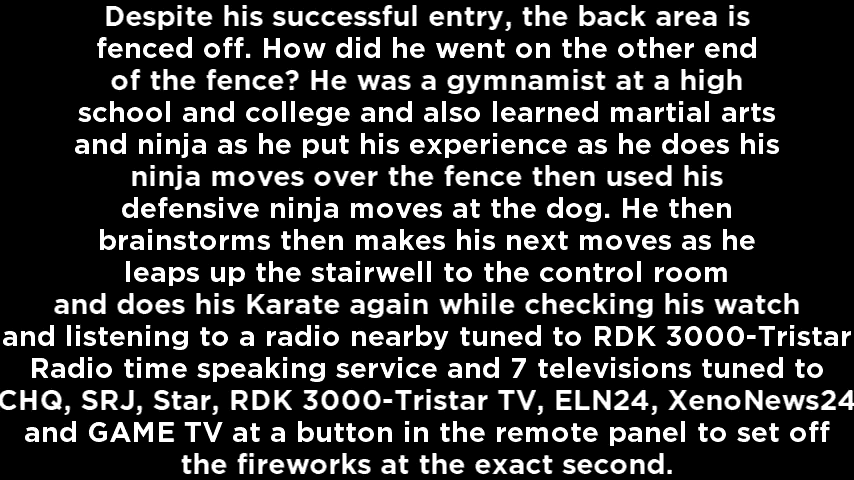 Despite his successful entry, the back area is
fenced off. How did he went on the other end
of the fence? He was a gymnamist at a high
school and college and also learned martial arts
and ninja as he put his experience as he does his
ninja moves over the fence then used his
defensive ninja moves at the dog. He then
brainstorms then makes his next moves as he
leaps up the stairwell to the control room
and does his Karate again while checking his watch
and listening to a radio nearby tuned to RDK 3000-Tristar
Radio time speaking service and 7 televisions tuned to
CHQ, SRJ, Star, RDK 3000-Tristar TV, ELN24, XenoNews24
and GAME TV at a button in the remote panel to set off
the fireworks at the exact second.